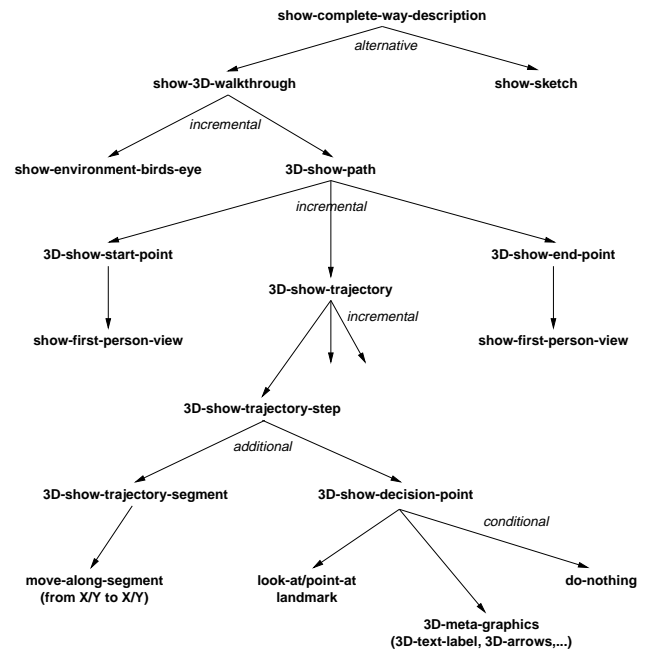 show-complete-way-description
alternative
show-3D-walkthrough
show-sketch
incremental
show-environment-birds-eye
3D-show-path
incremental
3D-show-start-point
3D-show-end-point
3D-show-trajectory
incremental
show-first-person-view
show-first-person-view
3D-show-trajectory-step
additional
3D-show-trajectory-segment
3D-show-decision-point
conditional
move-along-segment
(from X/Y to X/Y)
look-at/point-at
landmark
do-nothing
3D-meta-graphics
(3D-text-label, 3D-arrows,...)